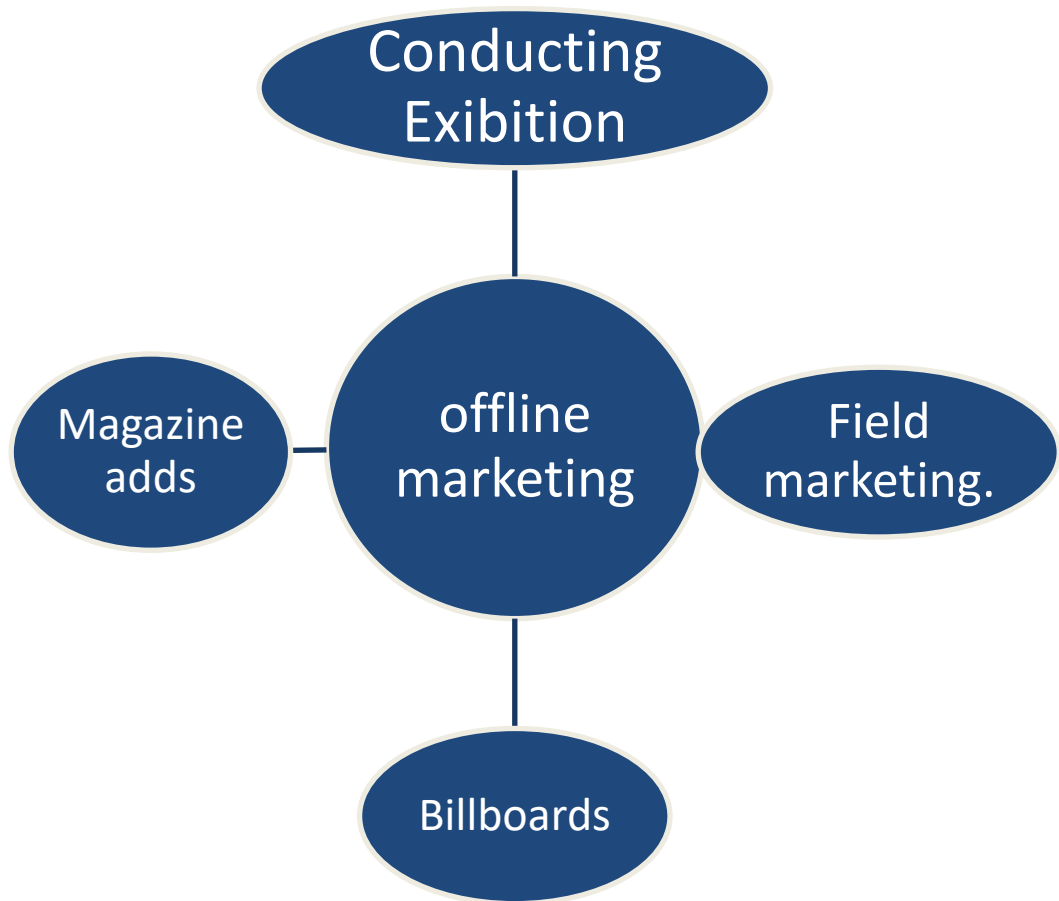 Conducting
Exibition
offline
marketing
Magazine
adds
Field
marketing.
Billboards